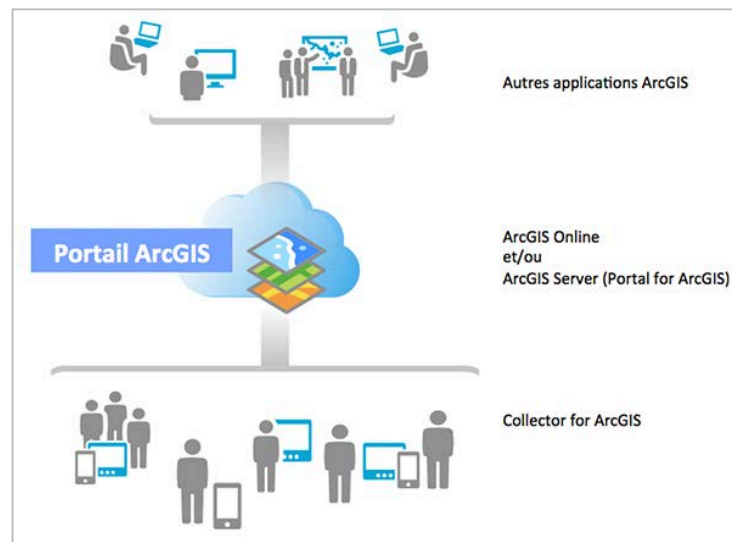 Autres applications ArcGIS
Portail ArcGIS
ArcGIS Online
et/ou
ArcGIS Server (Portal for ArcGIS)
Collector for ArcGIS